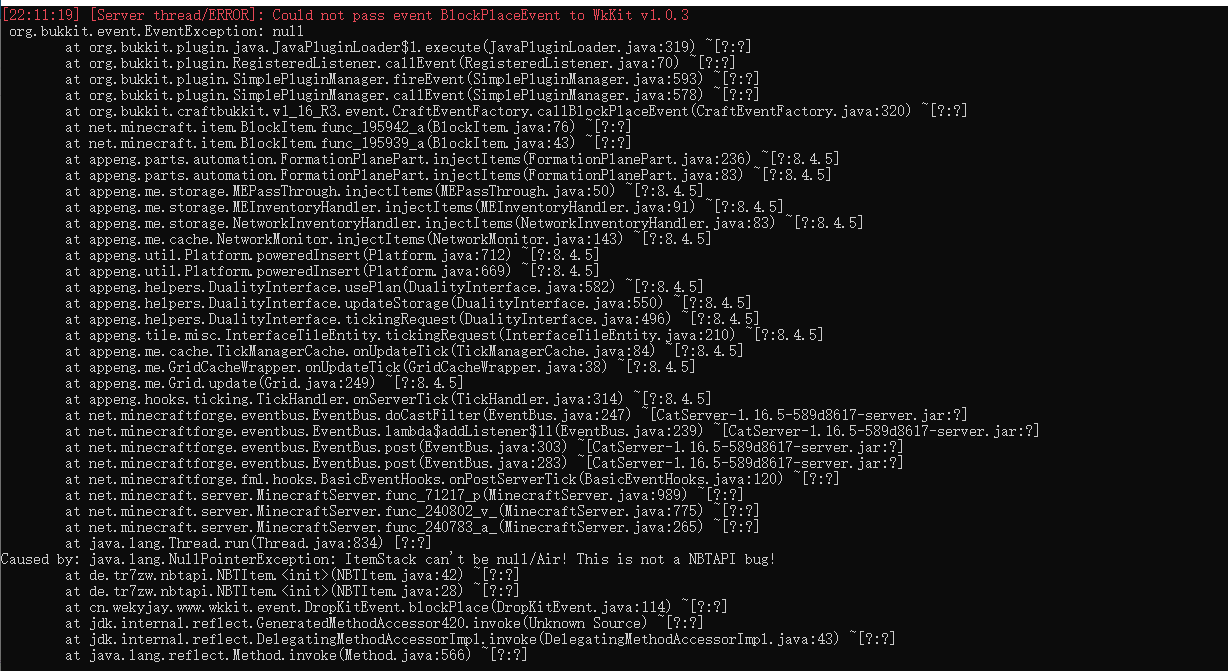 [22:11:19] [Server thread/ERROR]: Could not pass event BlockPlaceEvent to WkKit v1.0.3
org.bukkit.event.EventException: null
at org.bukkit.plugin.java.JavaPluginLoader$1.execute(JavaPluginLoader.java:319) ~[?:?]
at org.bukkit.plugin.RegisteredListener.callEvent(RegisteredListener.java:70) ~[?:?]
at org.bukkit.plugin.SimplePluginManager.fireEvent(SimplePluginManager.java:593) ~[?:?]
at org.bukkit.plugin.SimplePluginManager.callEvent(SimplePluginManager.java:578) ~[?:?]
at org.bukkit.craftbukkit.v1_16_R3.event.CraftEventFactory.callBlockPlaceEvent(CraftEventFactory.java:320) ~[?:?]
at net.minecraft.item.BlockItem.func_195942_a(BlockItem.java:76) ~[?:?]
at net.minecraft.item.BlockItem.func_195939_a(BlockItem.java:43) ~[?:?]
at appeng.parts.automation.FormationPlanePart.injectItems(FormationPlanePart.java:236) ~[?:8.4.5]
at appeng.parts.automation.FormationPlanePart.injectItems(FormationPlanePart.java:83) ~[?:8.4.5]
at appeng.me.storage.MEPassThrough.injectItems(MEPassThrough.java:50) ~[?:8.4.5]
at appeng.me.storage.MEInventoryHandler.injectItems(MEInventoryHandler.java:91) ~[?:8.4.5]
at appeng.me.storage.NetworkInventoryHandler.injectItems(NetworkInventoryHandler.java:83) ~[?:8.4.5]
at appeng.me.cache.NetworkMonitor.injectItems(NetworkMonitor.java:143) ~[?:8.4.5]
at appeng.util.Platform.poweredInsert(Platform.java:712) ~[?:8.4.5]
at appeng.util.Platform.poweredInsert(Platform.java:669) ~[?:8.4.5]
at appeng.helpers.DualityInterface.usePlan(DualityInterface.java:582) ~[?:8.4.5]
at appeng.helpers.DualityInterface.updateStorage(DualityInterface.java:550) ~[?:8.4.5]
at appeng.helpers.DualityInterface.tickingRequest(DualityInterface.java:496) ~[?:8.4.5]
at appeng.tile.misc.InterfaceTileEntity.tickingRequest(InterfaceTileEntity.java:210) ~[?:8.4.5]
at appeng.me.cache.TickManagerCache.onUpdateTick(TickManagerCache.java:84) ~[?:8.4.5]
at appeng.me.GridCacheWrapper.onUpdateTick(GridCacheWrapper.java:38) ~[?:8.4.5]
at appeng.me.Grid.update(Grid.java:249) ~[?:8.4.5]
at appeng.hooks.ticking.TickHandler.onServerTick(TickHandler.java:314) ~[?:8.4.5]
at net.minecraftforge.eventbus.EventBus.doCastFilter(EventBus.java:247) ~[CatServer-1.16.5-589d8617-server.jar:?]
at net.minecraftforge.eventbus.EventBus.lambda$addListener$11(EventBus.java:239) ~[CatServer-1.16.5-589d8617-server.jar:?]
at net.minecraftforge.eventbus.EventBus.post(EventBus.java:303) ~[CatServer-1.16.5-589d8617-server.jar:?]
at net.minecraftforge.eventbus.EventBus.post(EventBus.java:283) ~[CatServer-1.16.5-589d8617-server.jar:?]
at net.minecraftforge.fml.hooks.BasicEventHooks.onPostServerTick(BasicEventHooks.java:120) ~[?:?]
at net.minecraft.server.MinecraftServer.func_71217_p(MinecraftServer.java:989) ~[?:?]
at net.minecraft.server.MinecraftServer.func_240802_v_(MinecraftServer.java:775) ~[?:?]
at net.minecraft.server.MinecraftServer.func_240783_a_(MinecraftServer.java:265) ~[?:?]
at java.lang.Thread.run(Thread.java:834) [?:?]
Caused by: java.lang.NullPointerException: ItemStack can't be null/Air! This is not a NBTAPI bug!
at de.tr7zw.nbtapi.NBTItem.<init>(NBTItem.java:42) ~[?:?]
at de.tr7zw.nbtapi.NBTItem.<init>(NBTItem.java:28) ~[?:?]
at cn.wekyjay.www.wkkit.event.DropKitEvent.blockPlace(DropKitEvent.java:114) ~[?:?]
at jdk.internal.reflect.GeneratedMethodAccessor420.invoke(Unknown Source) ~[?:?]
at jdk.internal.reflect.DelegatingMethodAccessorImpl.invoke(DelegatingMethodAccessorImpl.java:43) ~[?:?]
at java.lang.reflect.Method.invoke(Method.java:566) ~[?:?]